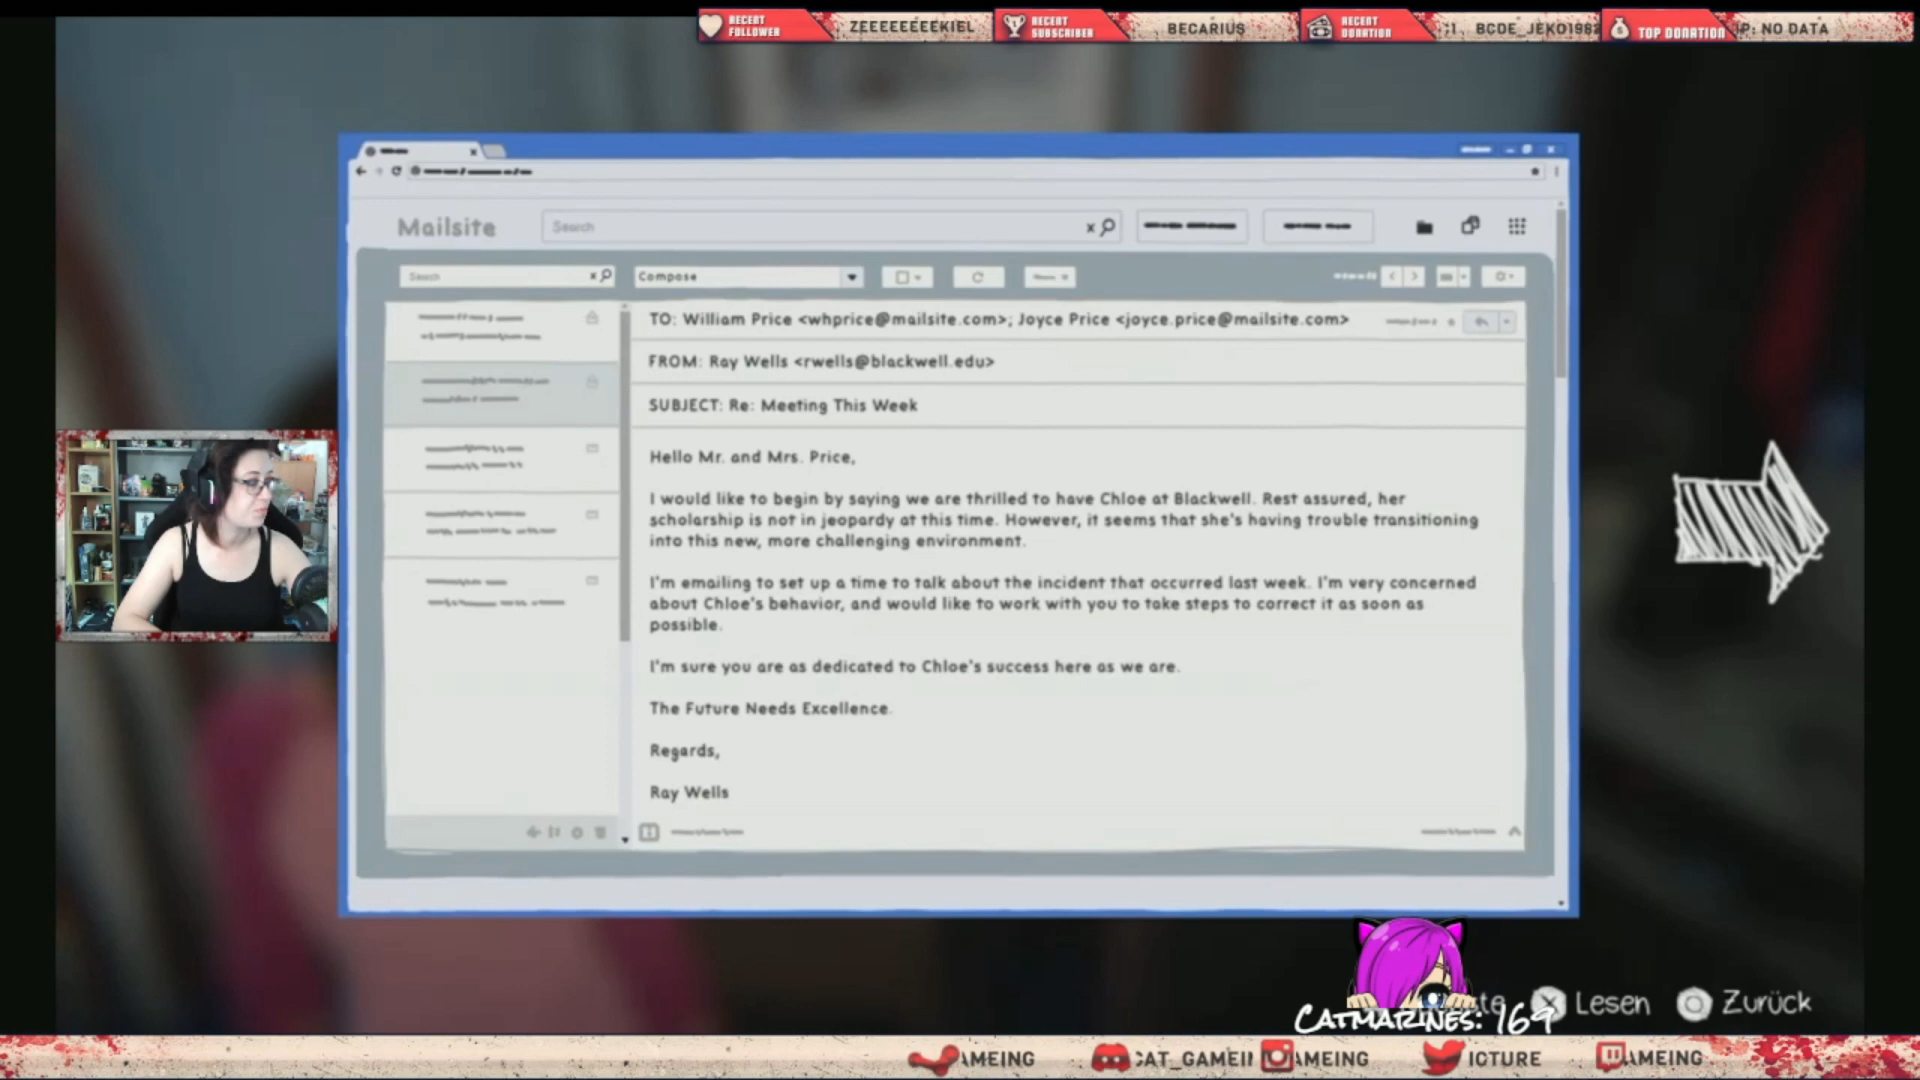 RECENT FOLLOWER
ZEEEEEEEEKIEL
RECENT SUBSCRIBER
BECARIUS
RECENT DONATION
BCDE_JEKO1982
TOP DONATION
NO DATA
Mailsite
Search
Search
Compose
TO: William Price <whprice@mailsite.com>; Joyce Price <joyce.price@mailsite.com>
FROM: Ray Wells <rwells@blackwell.edu>
SUBJECT: Re: Meeting This Week
Hello Mr. and Mrs. Price,
I would like to begin by saying we are thrilled to have Chloe at Blackwell. Rest assured, her
scholarship is not in jeopardy at this time. However, it seems that she's having trouble transitioning
into this new, more challenging environment.
I'm emailing to set up a time to talk about the incident that occurred last week. I'm very concerned
about Chloe's behavior, and would like to work with you to take steps to correct it as soon as
possible.
I'm sure you are as dedicated to Chloe's success here as we are.
The Future Needs Excellence.
Regards,
Ray Wells
Lesen
Zurück
CATMARINES: 169
AMEING
CAT_GAMEI
AMEING
ICTURE
AMEING